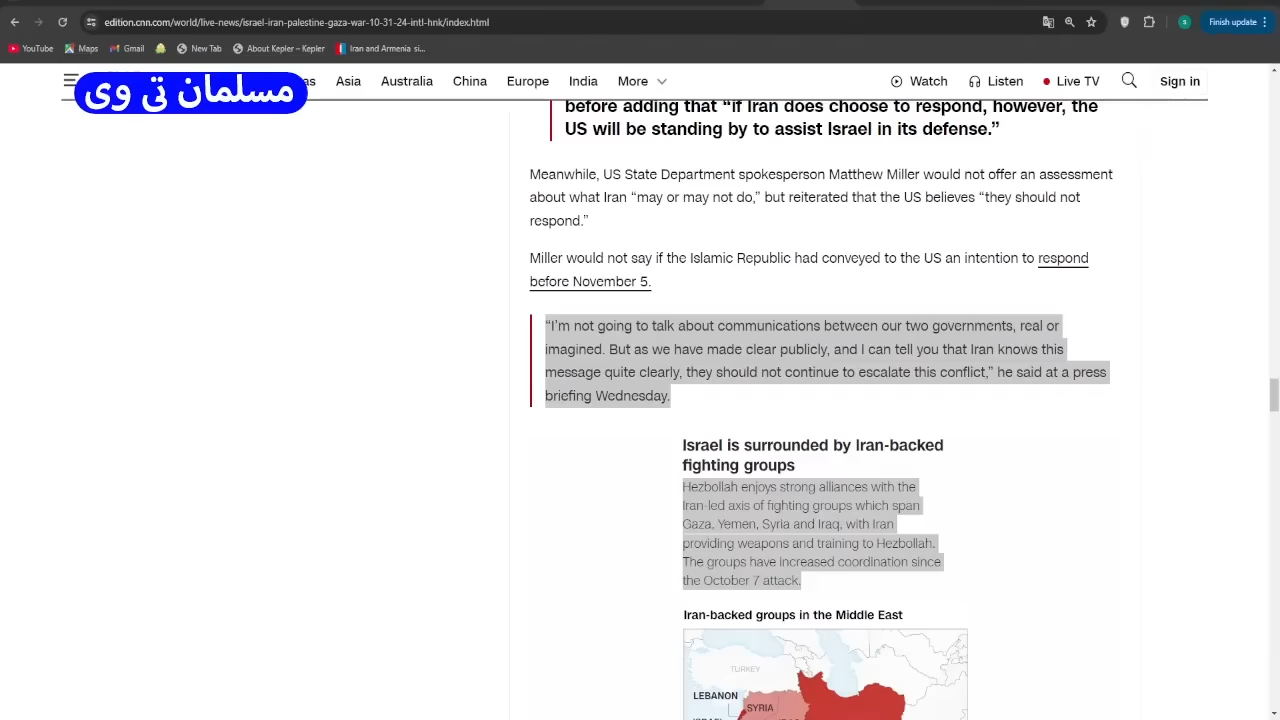 edition.cnn.com/world/live-news/israel-iran-palestine-gaza-war-10-31-24-intl-hnk/index.html
Finish update
YouTube Maps Gmail New Tab About Kepler – Kepler Iran and Armenia si...
مسلمان تی وی
as Asia Australia China Europe India More Watch Listen Live TV Sign in
before adding that “if Iran does choose to respond, however, the
US will be standing by to assist Israel in its defense.”
Meanwhile, US State Department spokesperson Matthew Miller would not offer an assessment
about what Iran “may or may not do,” but reiterated that the US believes “they should not
respond.”
Miller would not say if the Islamic Republic had conveyed to the US an intention to respond
before November 5.
“I’m not going to talk about communications between our two governments, real or
imagined. But as we have made clear publicly, and I can tell you that Iran knows this
message quite clearly, they should not continue to escalate this conflict,” he said at a press
briefing Wednesday.
Israel is surrounded by Iran-backed
fighting groups
Hezbollah enjoys strong alliances with the
Iran-led axis of fighting groups which span
Gaza, Yemen, Syria and Iraq, with Iran
providing weapons and training to Hezbollah.
The groups have increased coordination since
the October 7 attack.
Iran-backed groups in the Middle East
TURKEY
LEBANON
SYRIA